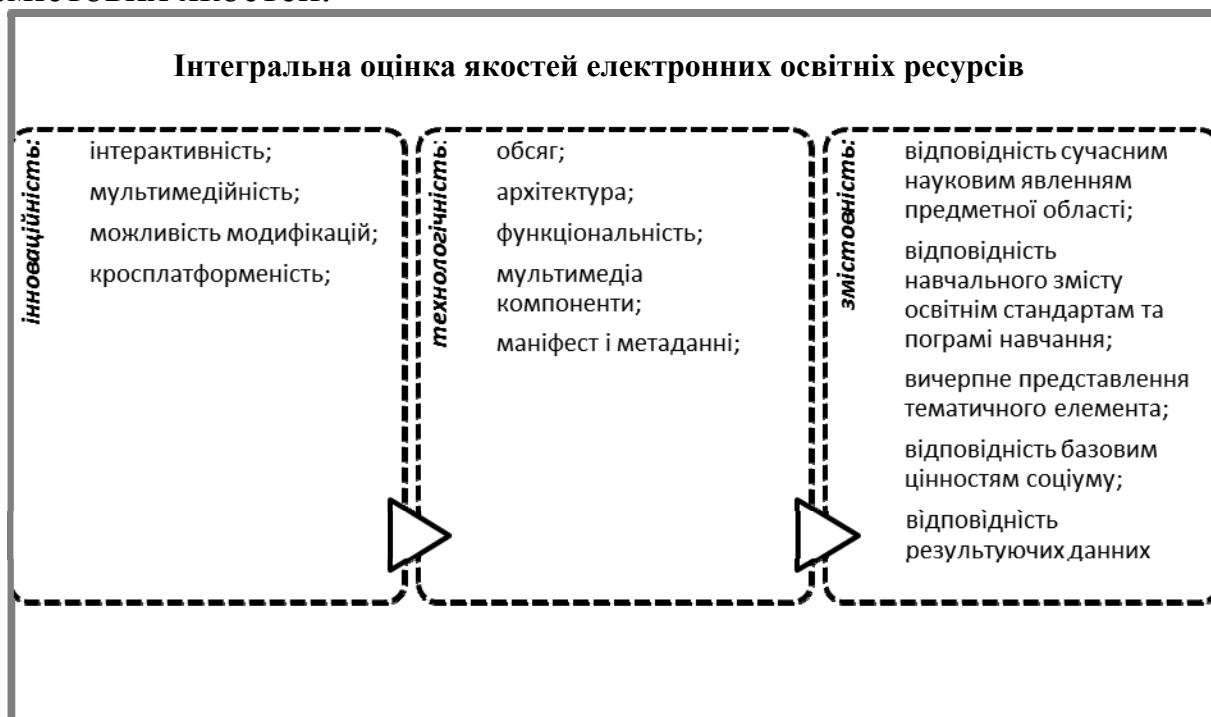 Інтегральна оцінка якостей електронних освітніх ресурсів
інноваційність:
інтерактивність;
мультимедійність;
можливість модифікацій;
кросплатформеність;
технологічність:
обсяг;
архітектура;
функціональність;
мультимедіа
компоненти;
маніфест і метаданні;
змістовність:
відповідність сучасним
науковим явленням
предметної області;
відповідність
навчального змісту
освітнім стандартам та
пограмі навчання;
вичерпне представлення
тематичного елемента;
відповідність базовим
цінностям соціуму;
відповідність
результуючих данних